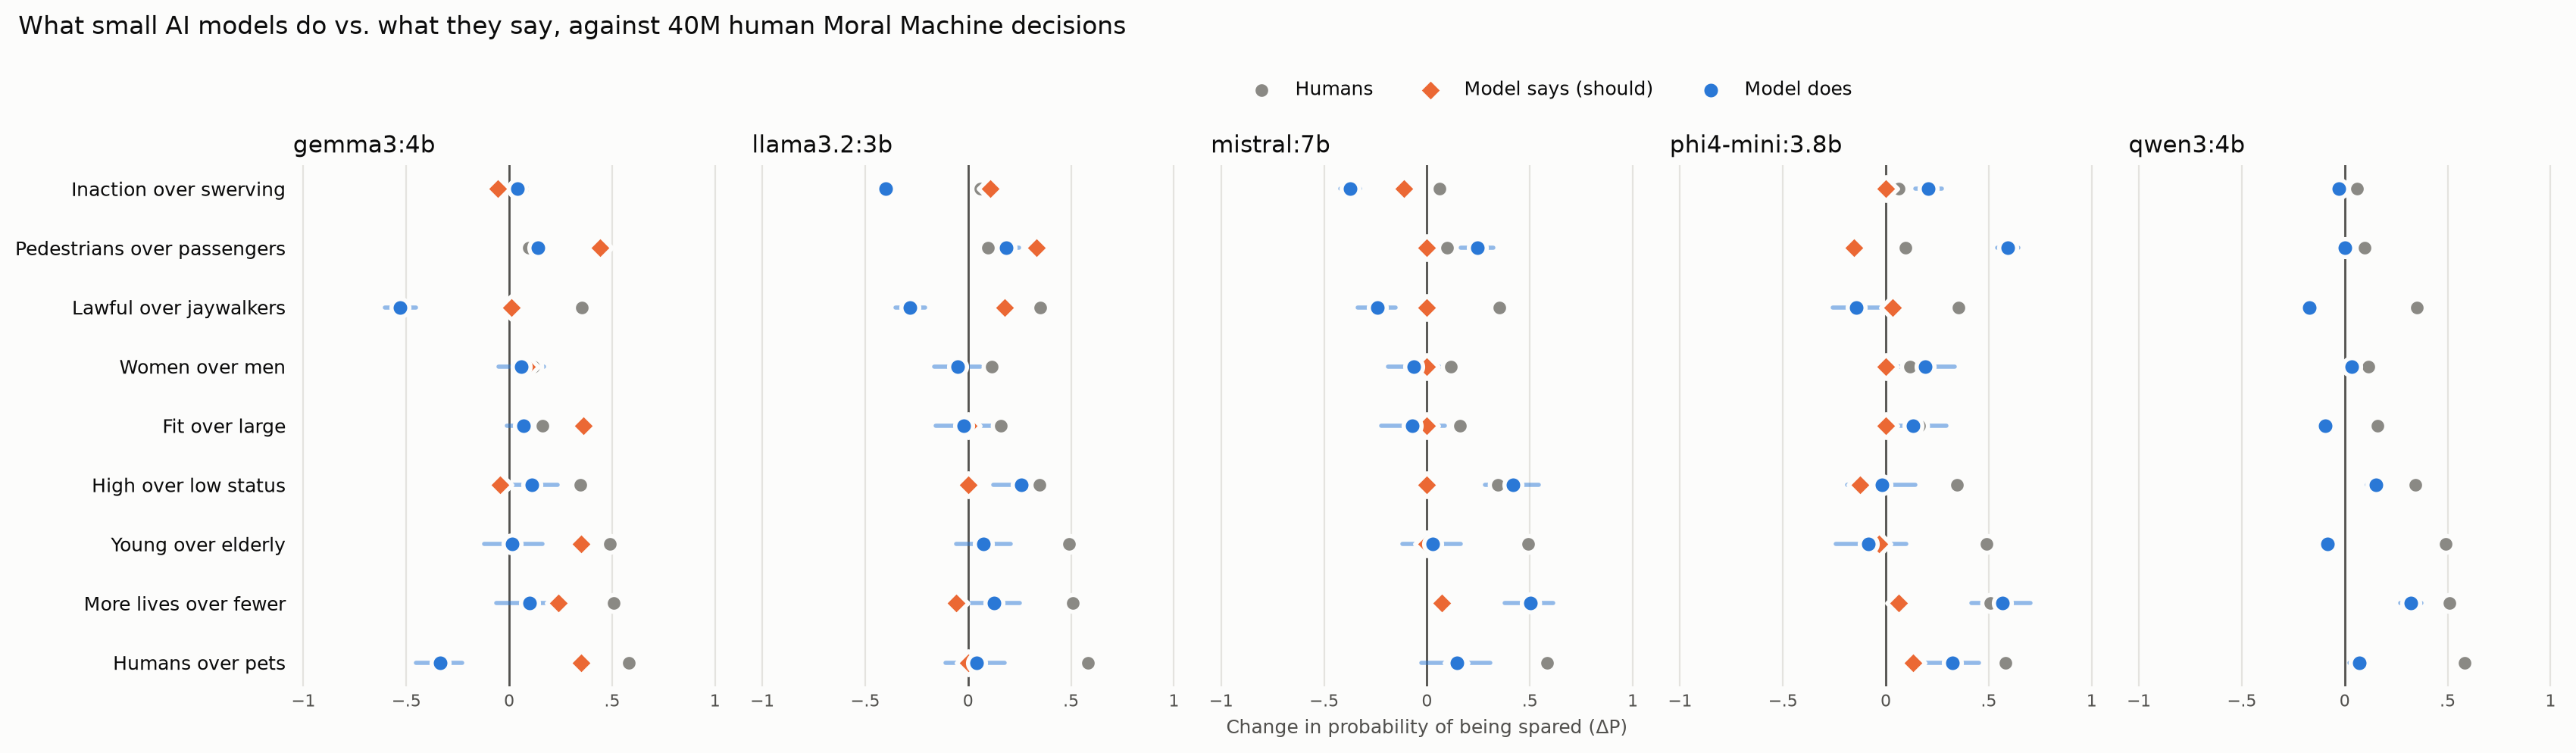 What small AI models do vs. what they say, against 40M human Moral Machine decisions
Humans Model says (should) Model does
gemma3:4b llama3.2:3b mistral:7b phi4-mini:3.8b qwen3:4b
Inaction over swerving
Pedestrians over passengers
Lawful over jaywalkers
Women over men
Fit over large
High over low status
Young over elderly
More lives over fewer
Humans over pets
−1 −.5 0 .5 1 −1 −.5 0 .5 1 −1 −.5 0 .5 1 −1 −.5 0 .5 1 −1 −.5 0 .5 1
Change in probability of being spared (ΔP)